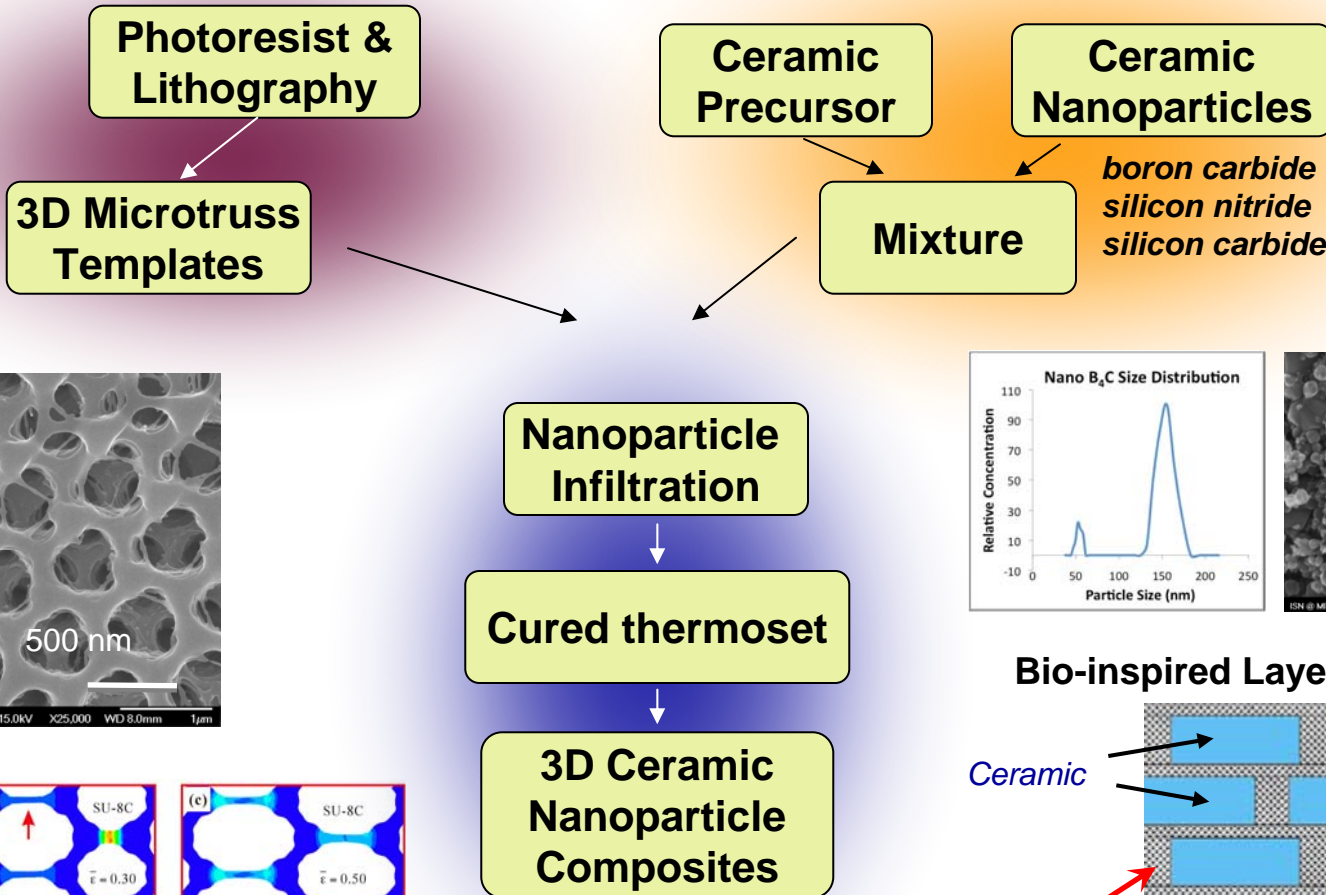 Photoresist &
Lithography
3D Microtruss
Templates
Ceramic
Precursor
Ceramic
Nanoparticles
Mixture
boron carbide
silicon nitride
silicon carbide
Nanoparticle
Infiltration
Cured thermoset
3D Ceramic
Nanoparticle
Composites
500 nm
15.0kV X25,000 WD 8.0mm 1μm
Nano B₄C Size Distribution
Relative Concentration
110
90
70
50
30
10
-10
0 50 100 150 200 250
Particle Size (nm)
ISN @
Bio-inspired Laye
Ceramic
SU-8C
ε̄ = 0.30
(c)
SU-8C
ε̄ = 0.50